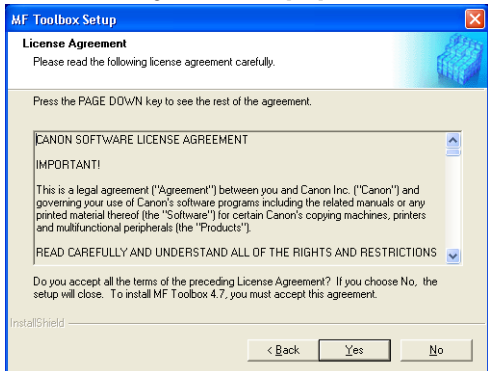 MF Toolbox Setup
License Agreement
Please read the following license agreement carefully.
Press the PAGE DOWN key to see the rest of the agreement.
CANON SOFTWARE LICENSE AGREEMENT
IMPORTANT!
This is a legal agreement ("Agreement") between you and Canon Inc. ("Canon") and
governing your use of Canon's software programs including the related manuals or any
printed material thereof (the "Software") for certain Canon's copying machines, printers
and multifunctional peripherals (the "Products").
READ CAREFULLY AND UNDERSTAND ALL OF THE RIGHTS AND RESTRICTIONS
Do you accept all the terms of the preceding License Agreement? If you choose No, the
setup will close. To install MF Toolbox 4.7, you must accept this agreement.
InstallShield
< Back Yes No